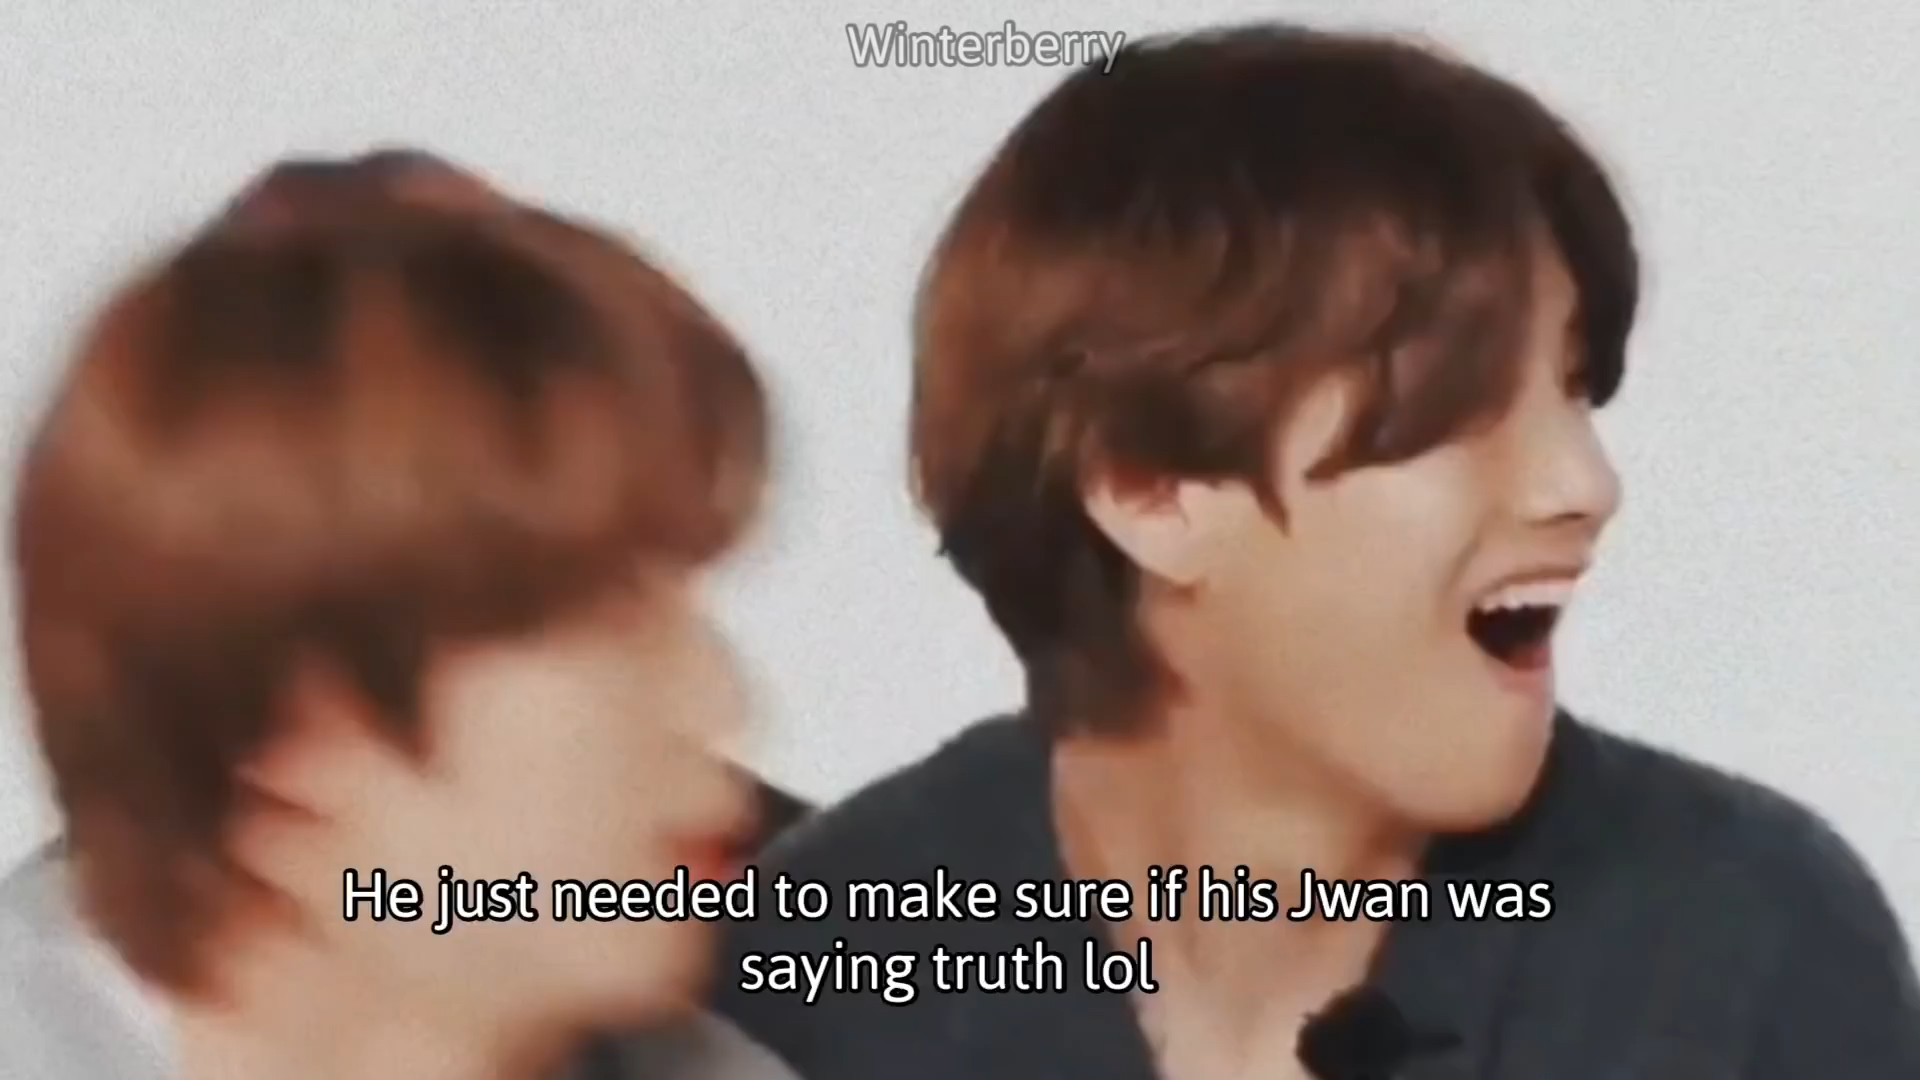 Winterberry
He just needed to make sure if his Jwan was
saying truth lol